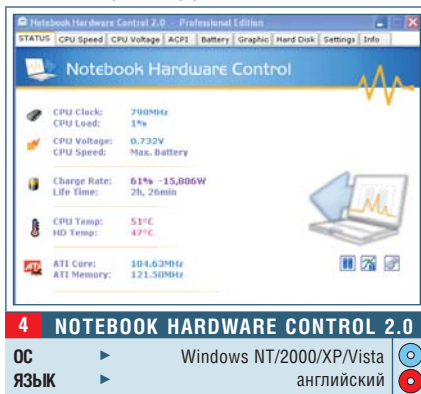 Notebook Hardware Control 2.0 - Professional Edition
STATUS CPU Speed CPU Voltage ACPI Battery Graphic Hard Disk Settings Info
Notebook Hardware Control
CPU Clock: 798MHz
CPU Load: 1%
CPU Voltage: 0.732V
CPU Speed: Max. Battery
Charge Rate: 61% -15,806W
Life Time: 2h, 26min
CPU Temp: 51°C
HD Temp: 47°C
ATI Core: 104.63MHz
ATI Memory: 121.50MHz
4 NOTEBOOK HARDWARE CONTROL 2.0
ОС ► Windows NT/2000/XP/Vista
ЯЗЫК ► английский